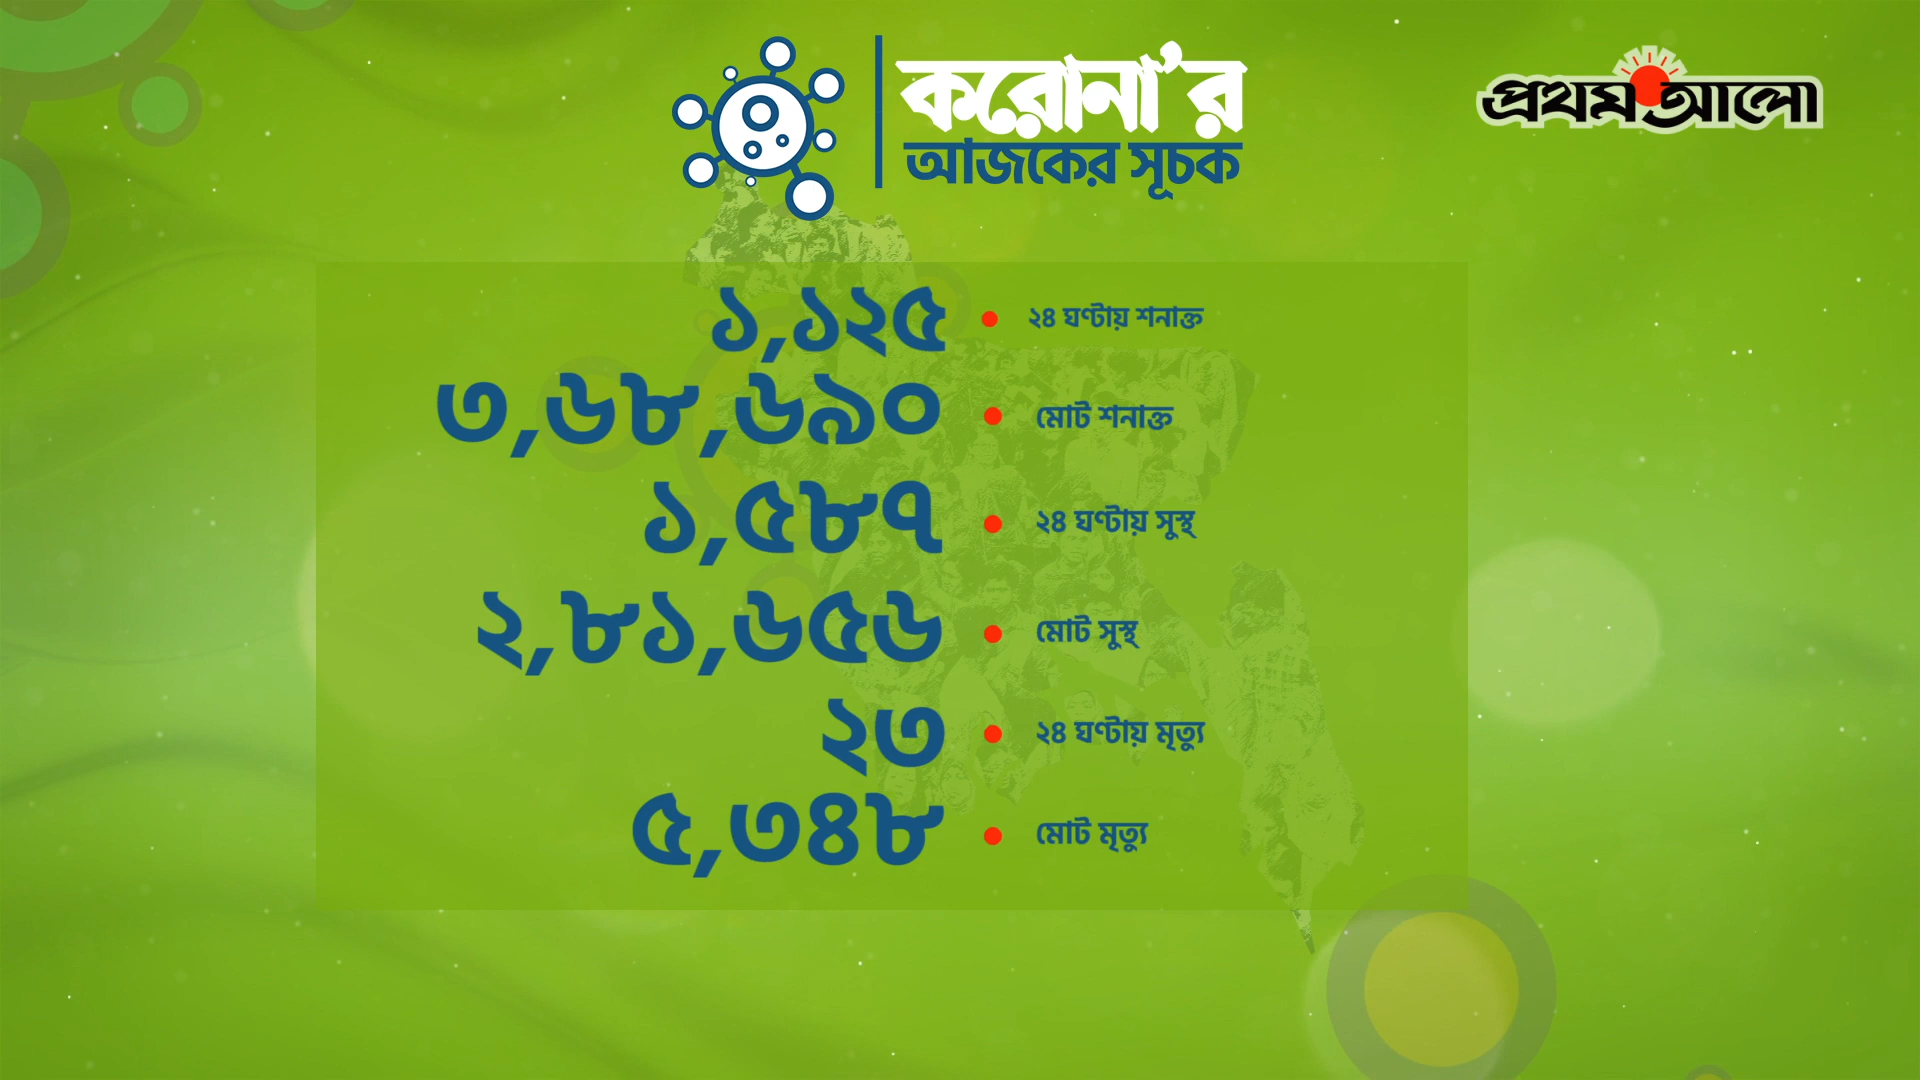 করোনা'র
আজকের সূচক
প্রথম আলো
১,১২৫ ২৪ ঘণ্টায় শনাক্ত
৩,৬৮,৬৯০ মোট শনাক্ত
১,৫৮৭ ২৪ ঘণ্টায় সুস্থ
২,৮১,৬৫৬ মোট সুস্থ
২৩ ২৪ ঘণ্টায় মৃত্যু
৫,৩৪৮ মোট মৃত্যু